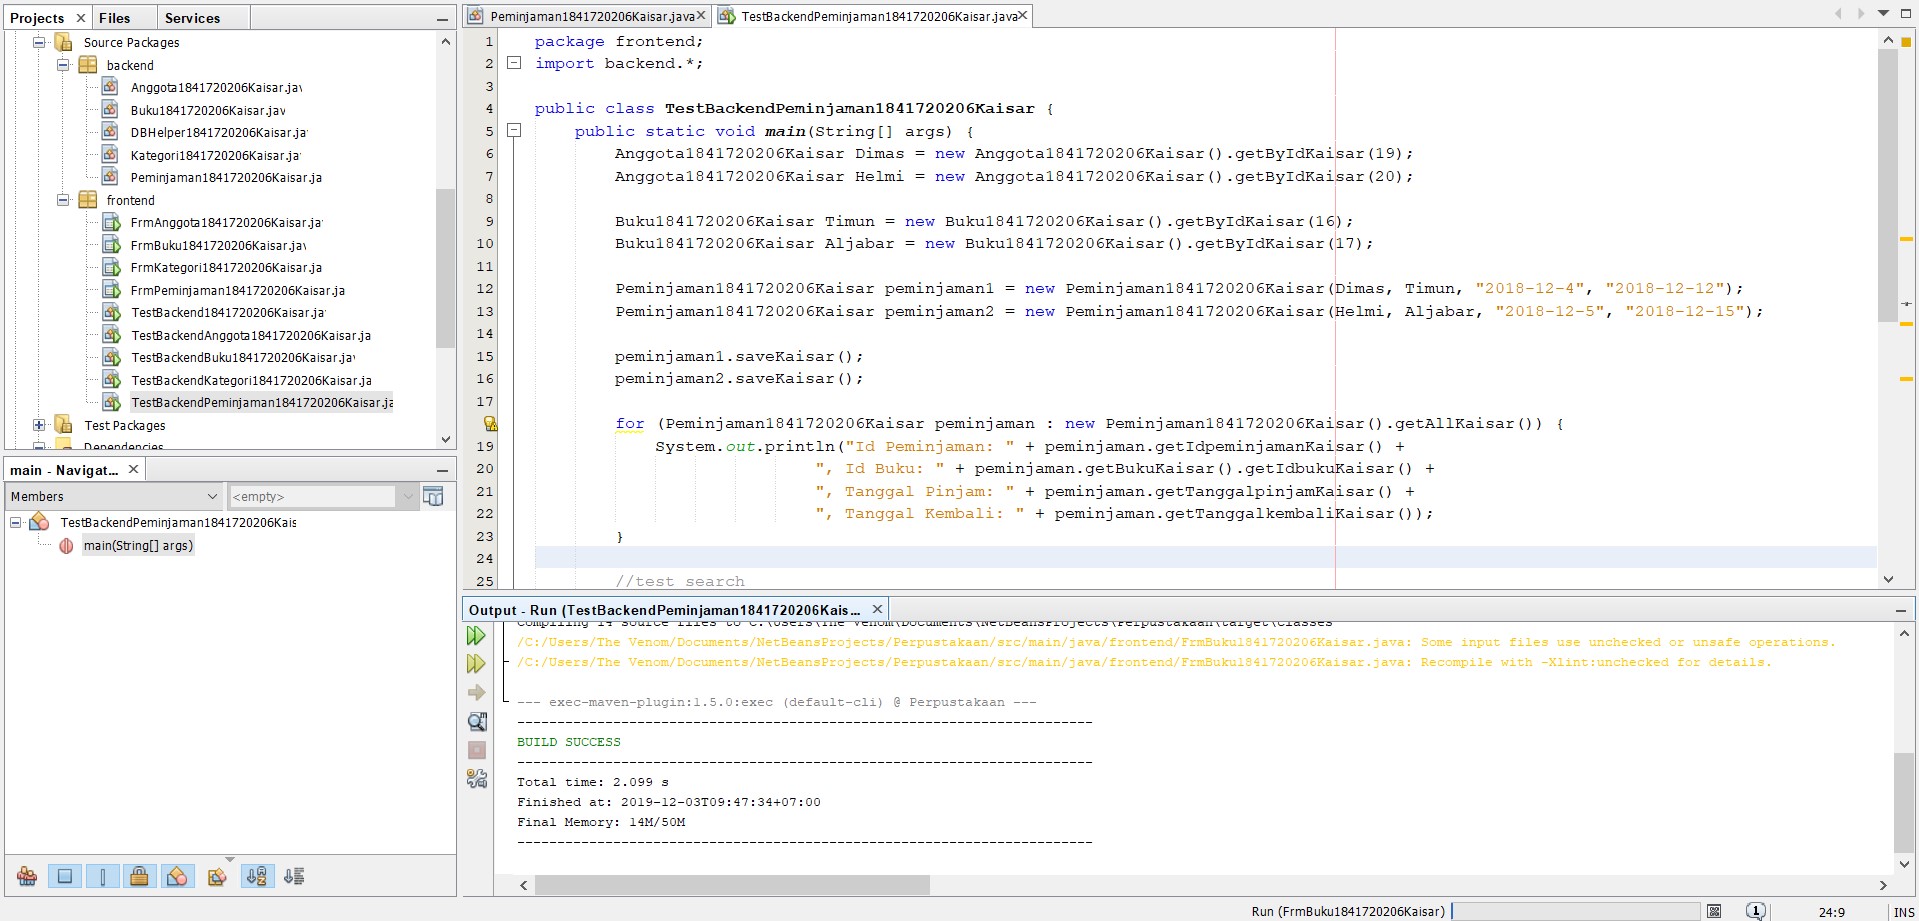 Projects Files Services
Source Packages
backend
Anggota1841720206Kaisar.jav
Buku1841720206Kaisar.jav
DBHelper1841720206Kaisar.ja
Kategori1841720206Kaisar.ja
Peminjaman1841720206Kaisar.ja
frontend
FrmAnggota1841720206Kaisar.ja
FrmBuku1841720206Kaisar.jav
FrmKategori1841720206Kaisar.ja
FrmPeminjaman1841720206Kaisar.ja
TestBackend1841720206Kaisar.ja
TestBackendAnggota1841720206Kaisar.ja
TestBackendBuku1841720206Kaisar.jav
TestBackendKategori1841720206Kaisar.ja
TestBackendPeminjaman1841720206Kaisar.ja
Test Packages
Dependencies
main - Navigat...
Members <empty>
TestBackendPeminjaman1841720206Kais
main(String[] args)
Peminjaman1841720206Kaisar.java TestBackendPeminjaman1841720206Kaisar.java
1 package frontend;
2 import backend.*;
3
4 public class TestBackendPeminjaman1841720206Kaisar {
5 public static void main(String[] args) {
6 Anggota1841720206Kaisar Dimas = new Anggota1841720206Kaisar().getByIdKaisar(19);
7 Anggota1841720206Kaisar Helmi = new Anggota1841720206Kaisar().getByIdKaisar(20);
8
9 Buku1841720206Kaisar Timun = new Buku1841720206Kaisar().getByIdKaisar(16);
10 Buku1841720206Kaisar Aljabar = new Buku1841720206Kaisar().getByIdKaisar(17);
11
12 Peminjaman1841720206Kaisar peminjaman1 = new Peminjaman1841720206Kaisar(Dimas, Timun, "2018-12-4", "2018-12-12");
13 Peminjaman1841720206Kaisar peminjaman2 = new Peminjaman1841720206Kaisar(Helmi, Aljabar, "2018-12-5", "2018-12-15");
14
15 peminjaman1.saveKaisar();
16 peminjaman2.saveKaisar();
17
for (Peminjaman1841720206Kaisar peminjaman : new Peminjaman1841720206Kaisar().getAllKaisar()) {
19 System.out.println("Id Peminjaman: " + peminjaman.getIdpeminjamanKaisar() +
20 ", Id Buku: " + peminjaman.getBukuKaisar().getIdbukuKaisar() +
21 ", Tanggal Pinjam: " + peminjaman.getTanggalpinjamKaisar() +
22 ", Tanggal Kembali: " + peminjaman.getTanggalkembaliKaisar());
23 }
24
25 //test search
Output - Run (TestBackendPeminjaman1841720206Kais...
Compiling 14 source files to C:\Users\The Venom\Documents\NetBeansProjects\Perpustakaan\target\classes
/C:/Users/The Venom/Documents/NetBeansProjects/Perpustakaan/src/main/java/frontend/FrmBuku1841720206Kaisar.java: Some input files use unchecked or unsafe operations.
/C:/Users/The Venom/Documents/NetBeansProjects/Perpustakaan/src/main/java/frontend/FrmBuku1841720206Kaisar.java: Recompile with -Xlint:unchecked for details.
--- exec-maven-plugin:1.5.0:exec (default-cli) @ Perpustakaan ---
------------------------------------------------------------------------
BUILD SUCCESS
------------------------------------------------------------------------
Total time: 2.099 s
Finished at: 2019-12-03T09:47:34+07:00
Final Memory: 14M/50M
------------------------------------------------------------------------
Run (FrmBuku1841720206Kaisar) 1 24:9 INS